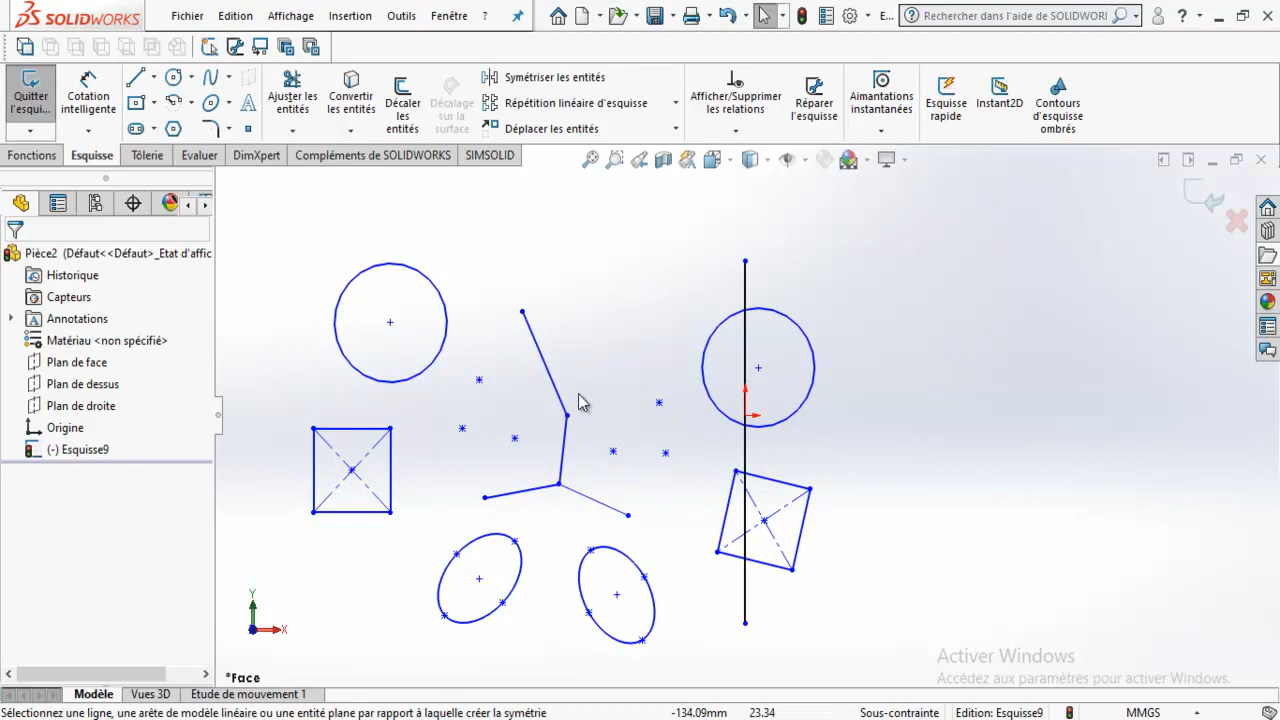 SOLIDWORKS
Fichier Edition Affichage Insertion Outils Fenêtre ?
E...
Rechercher dans l'aide de SOLIDWORI
?
Quitter l'esqui...
Cotation intelligente
Ajuster les entités
Convertir les entités
Décaler les entités
Décalage sur la surface
Symétriser les entités
Répétition linéaire d'esquisse
Déplacer les entités
Afficher/Supprimer les relations
Réparer l'esquisse
Aimantations instantanées
Esquisse rapide
Instant2D
Contours d'esquisse ombrés
Fonctions Esquisse Tôlerie Evaluer DimXpert Compléments de SOLIDWORKS SIMSOLID
Pièce2 (Défaut<<Défaut>_Etat d'affic
Historique
Capteurs
Annotations
Matériau <non spécifié>
Plan de face
Plan de dessus
Plan de droite
Origine
(-) Esquisse9
Y
X
*Face
Activer Windows
Accédez aux paramètres pour activer Windows.
Modèle Vues 3D Etude de mouvement 1
Sélectionnez une ligne, une arête de modèle linéaire ou une entité plane par rapport à laquelle créer la symétrie -134.09mm 23.34 Sous-contrainte Edition: Esquisse9 MMGS